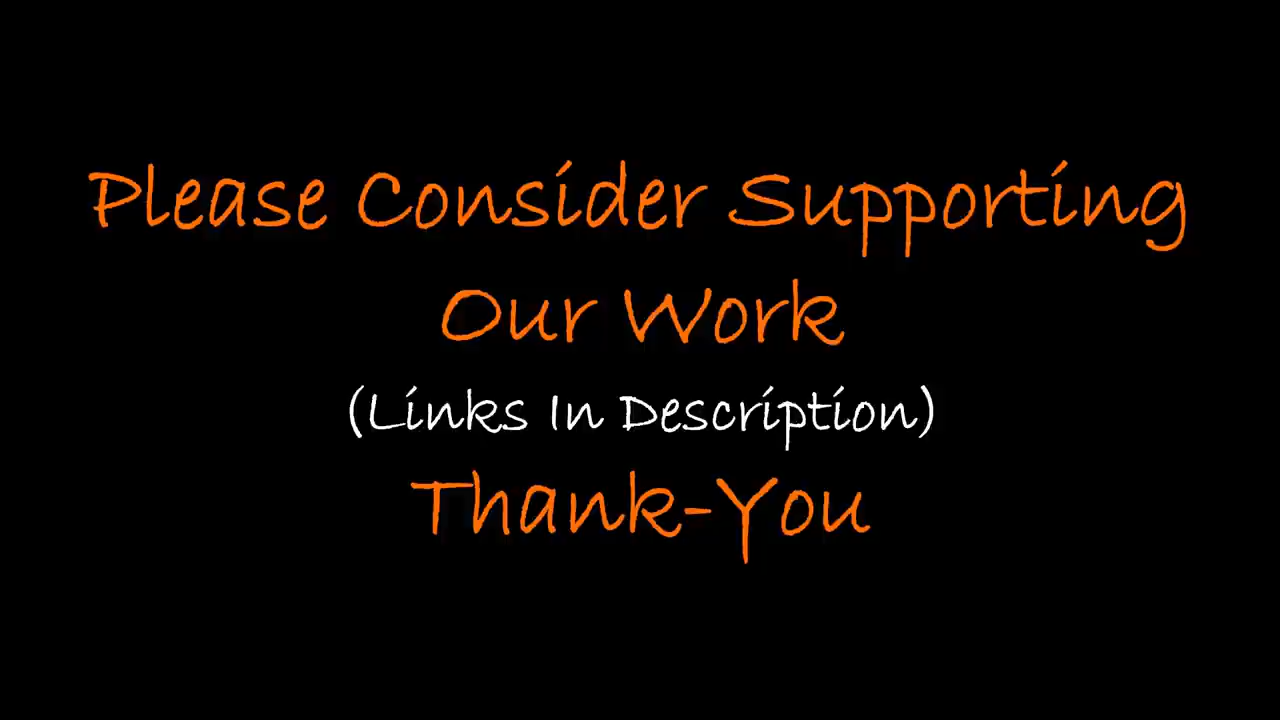 Please Consider Supporting
Our Work
(Links In Description)
Thank-You